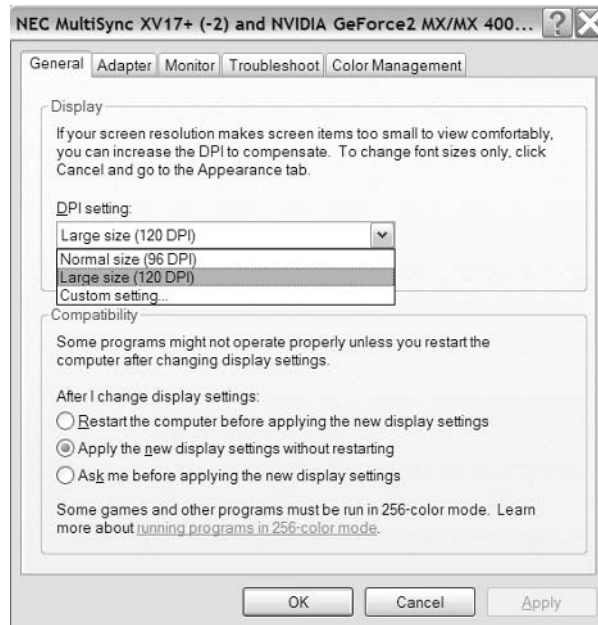 NEC MultiSync XV17+ (-2) and NVIDIA GeForce2 MX/MX 400...
General Adapter Monitor Troubleshoot Color Management
Display
If your screen resolution makes screen items too small to view comfortably,
you can increase the DPI to compensate. To change font sizes only, click
Cancel and go to the Appearance tab.
DPI setting:
Large size (120 DPI)
Normal size (96 DPI)
Large size (120 DPI)
Custom setting...
Compatibility
Some programs might not operate properly unless you restart the
computer after changing display settings.
After I change display settings:
Restart the computer before applying the new display settings
Apply the new display settings without restarting
Ask me before applying the new display settings
Some games and other programs must be run in 256-color mode. Learn
more about running programs in 256-color mode.
OK Cancel Apply